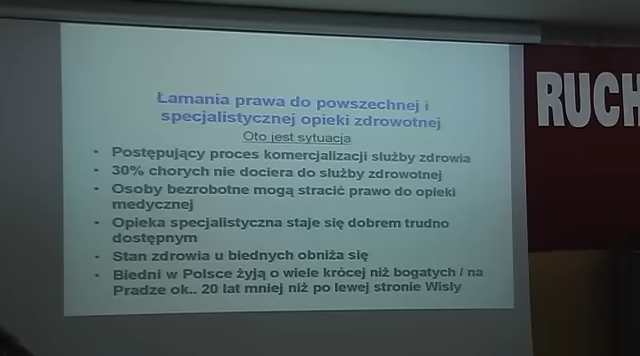 Łamania prawa do powszechnej i
specjalistycznej opieki zdrowotnej
Oto jest sytuacja
• Postępujący proces komercjalizacji służby zdrowia
• 30% chorych nie dociera do służby zdrowotnej
• Osoby bezrobotne mogą stracić prawo do opieki
medycznej
• Opieka specjalistyczna staje się dobrem trudno
dostępnym
• Stan zdrowia u biednych obniża się
• Biedni w Polsce żyją o wiele krócej niż bogatych / na
Pradze ok.. 20 lat mniej niż po lewej stronie Wisły
RUCH